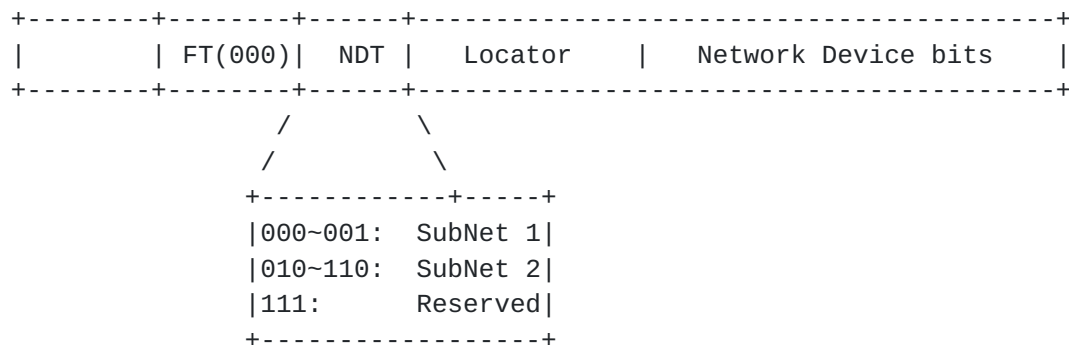 +--------+--------+------+-----------------------------------------+
|        | FT(000)|  NDT |   Locator    |   Network Device bits    |
+--------+--------+------+-----------------------------------------+
                 /        \
                /          \
               +------------+-----+
               |000~001:  SubNet 1|
               |010~110:  SubNet 2|
               |111:      Reserved|
               +------------------+